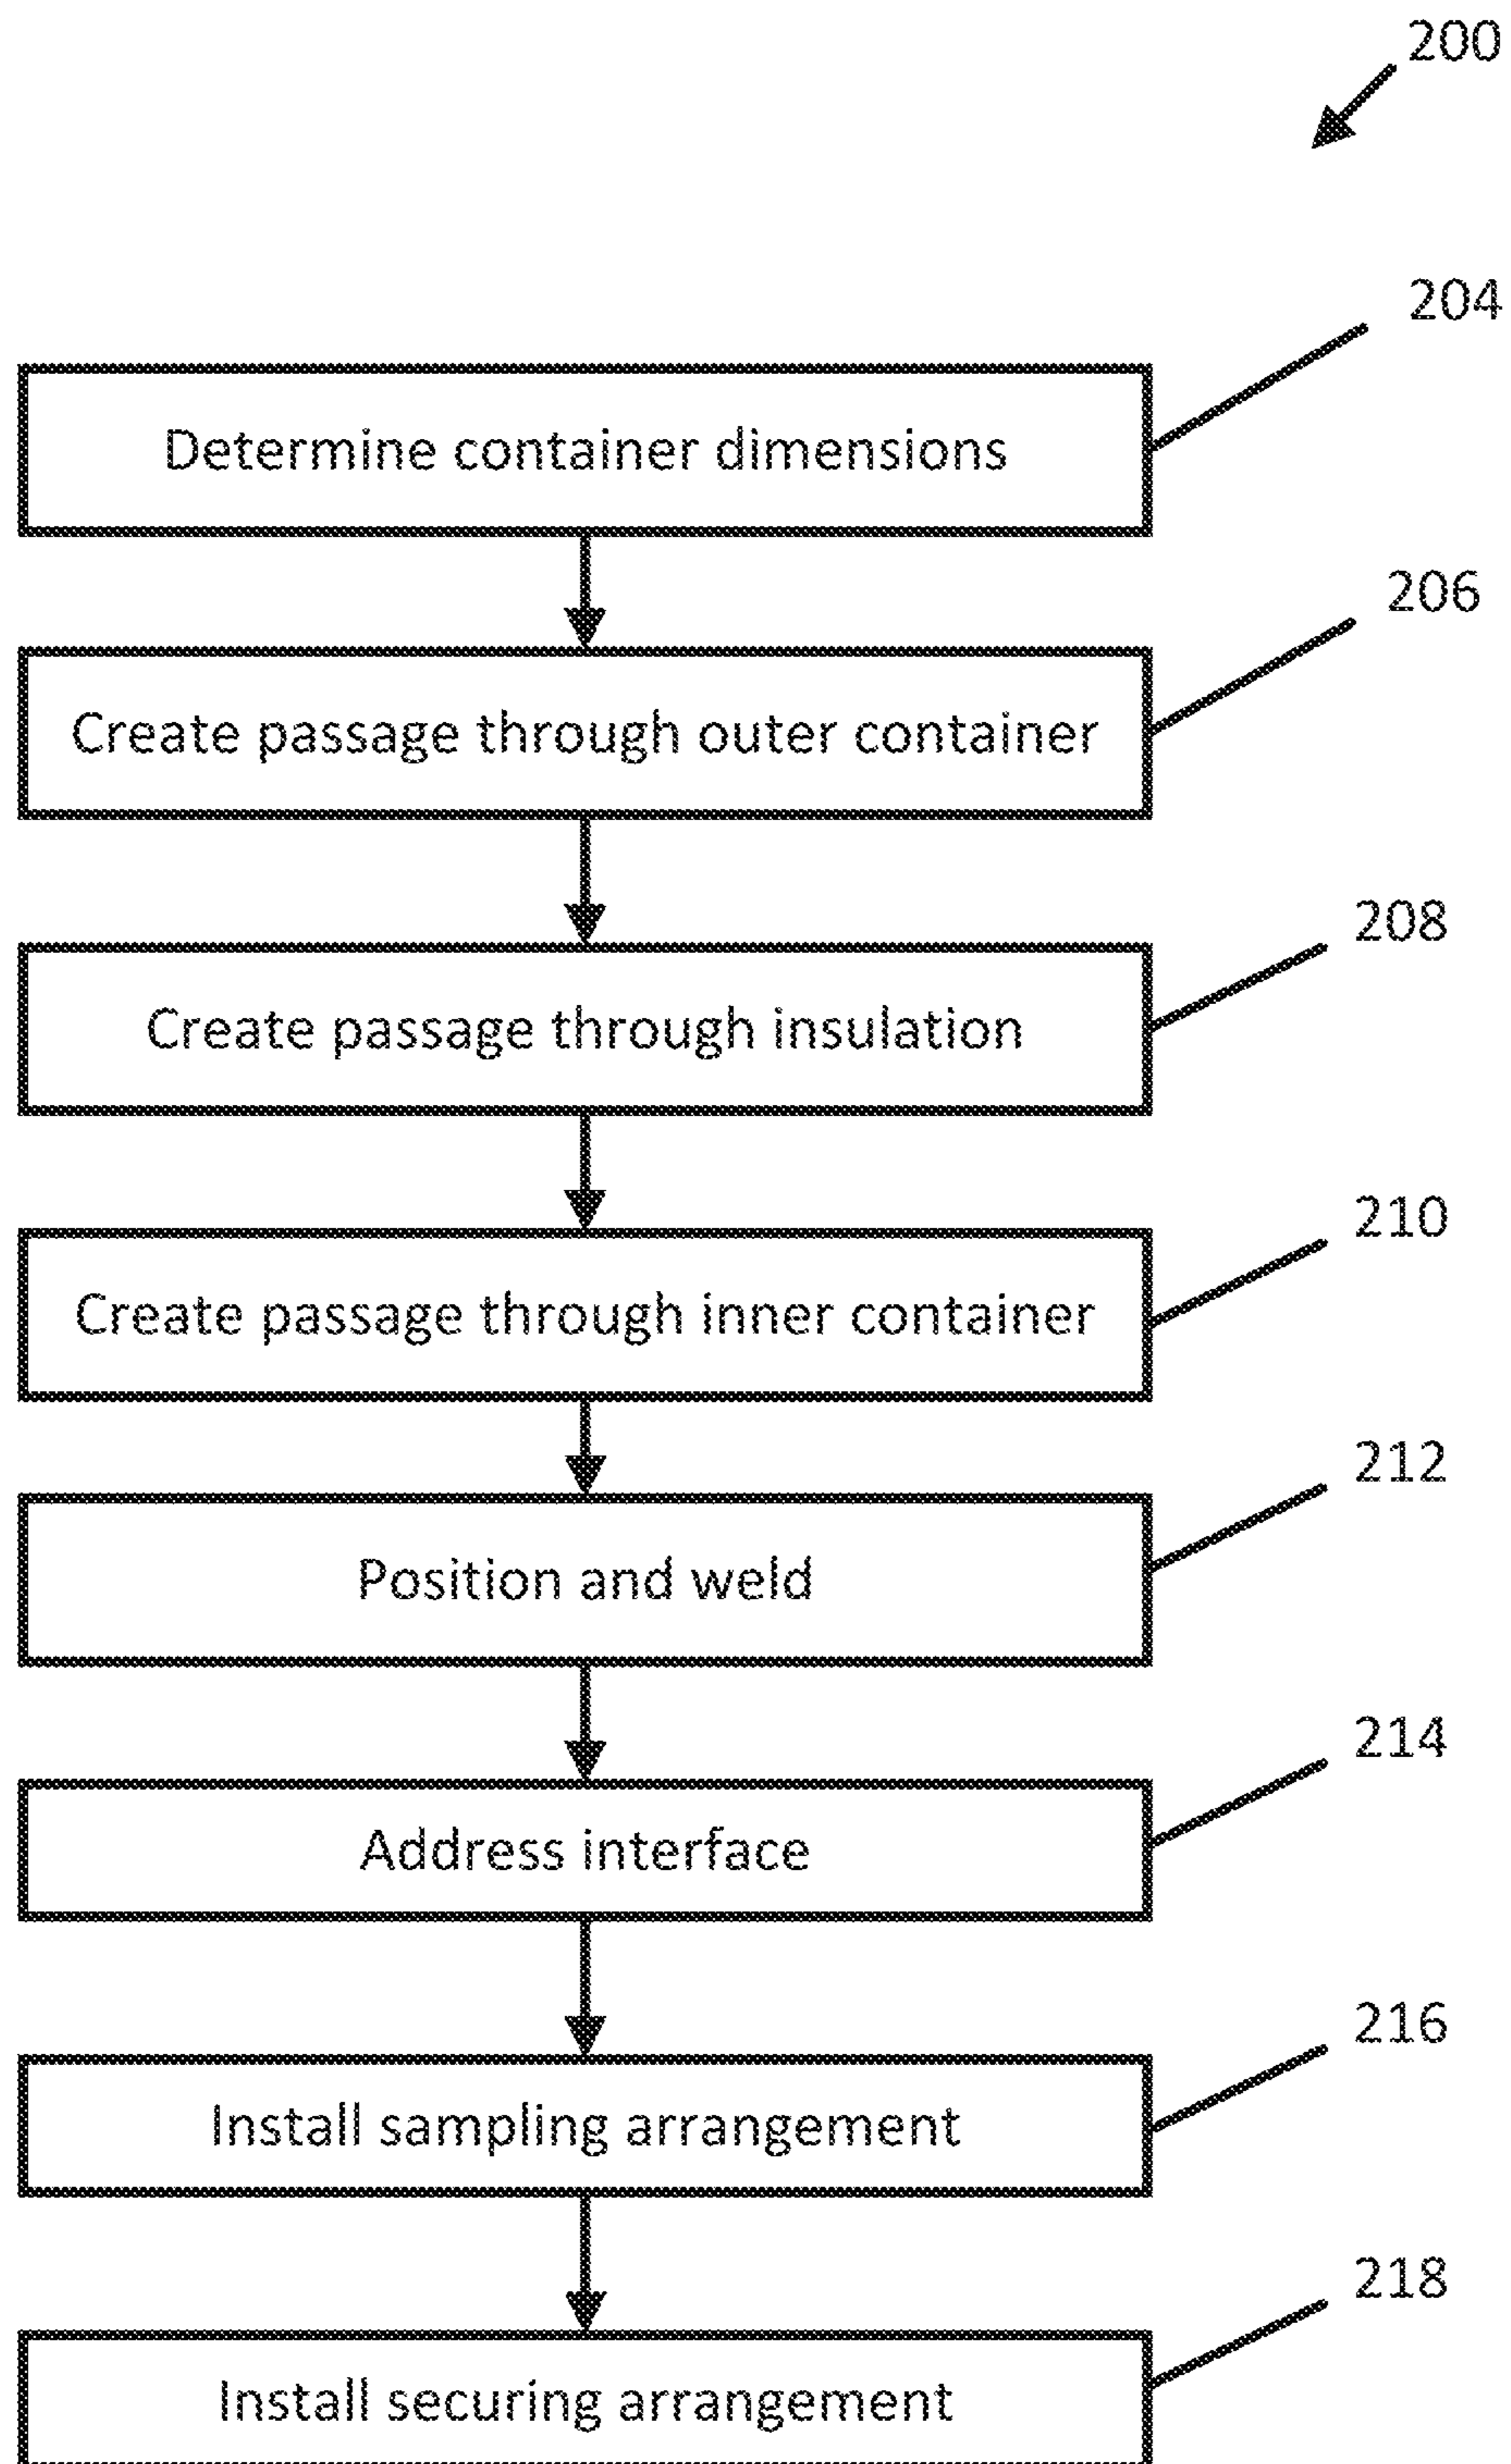 200
204
Determine container dimensions
206
Create passage through outer container
208
Create passage through insulation
210
Create passage through inner container
212
Position and weld
214
Address interface
216
Install sampling arrangement
218
Install securing arrangement